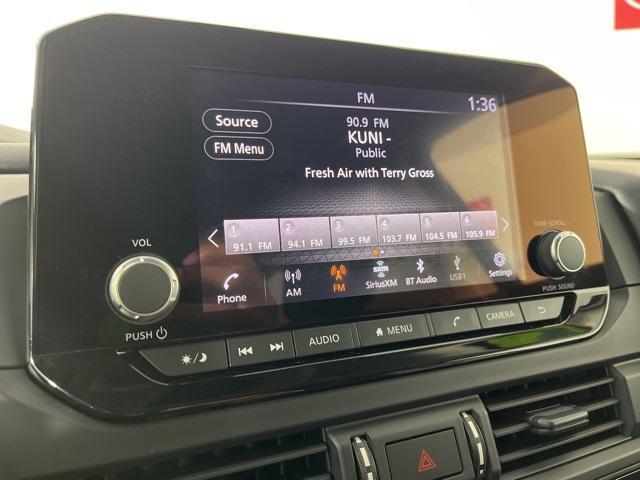 FM
1:36
Source
FM Menu
90.9 FM
KUNI -
Public
Fresh Air with Terry Gross
1 2 3 4 5 6
91.1 FM 94.1 FM 99.5 FM 103.7 FM 104.5 FM 105.9 FM
Phone
AM
FM
sxm
SiriusXM
BT Audio
USB1
Settings
VOL
PUSH
TUNE·SCROLL
PUSH SOUND
AUDIO
MENU
CAMERA